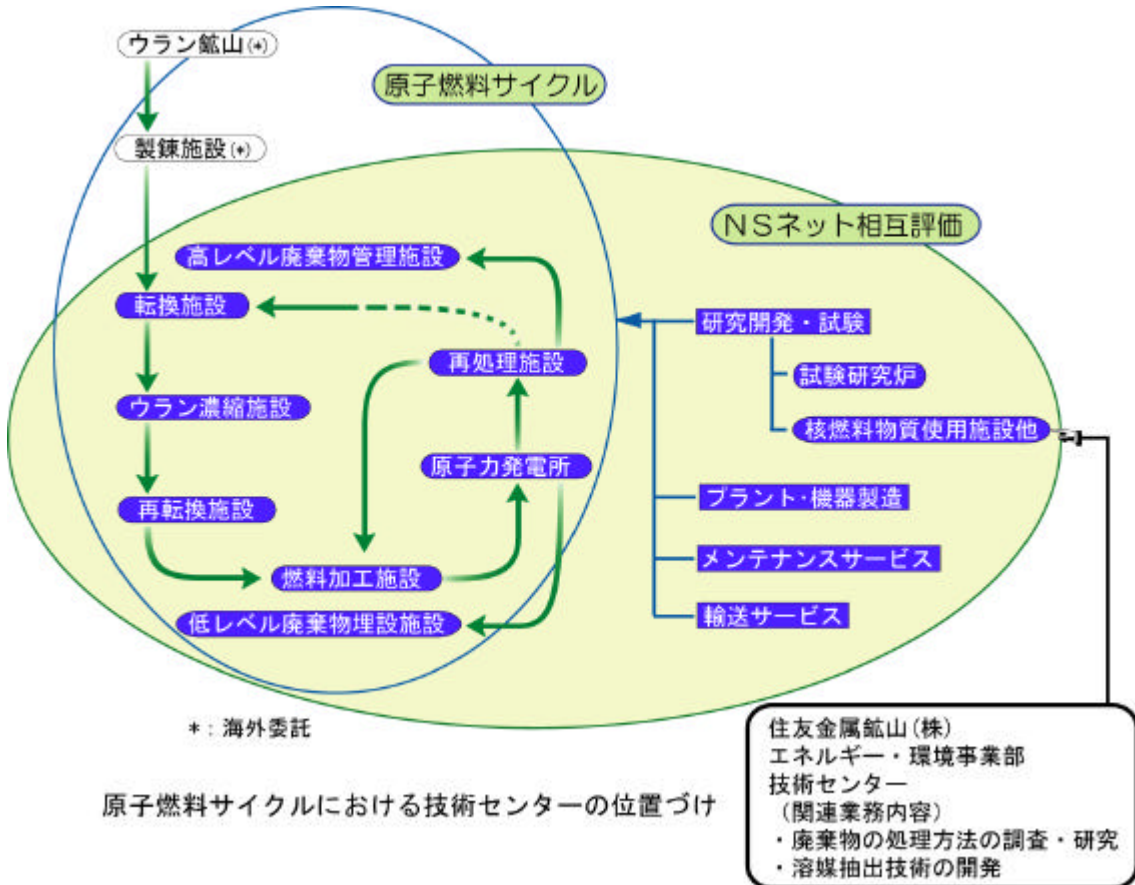 ウラン鉱山(*)
原子燃料サイクル
製錬施設(*)
NSネット相互評価
高レベル廃棄物管理施設
転換施設
研究開発・試験
再処理施設
試験研究炉
ウラン濃縮施設
核燃料物質使用施設他
原子力発電所
再転換施設
プラント・機器製造
燃料加工施設
メンテナンスサービス
低レベル廃棄物埋設施設
輸送サービス
*:海外委託
住友金属鉱山(株)
エネルギー・環境事業部
技術センター
(関連業務内容)
・廃棄物の処理方法の調査・研究
・溶媒抽出技術の開発
原子燃料サイクルにおける技術センターの位置づけ